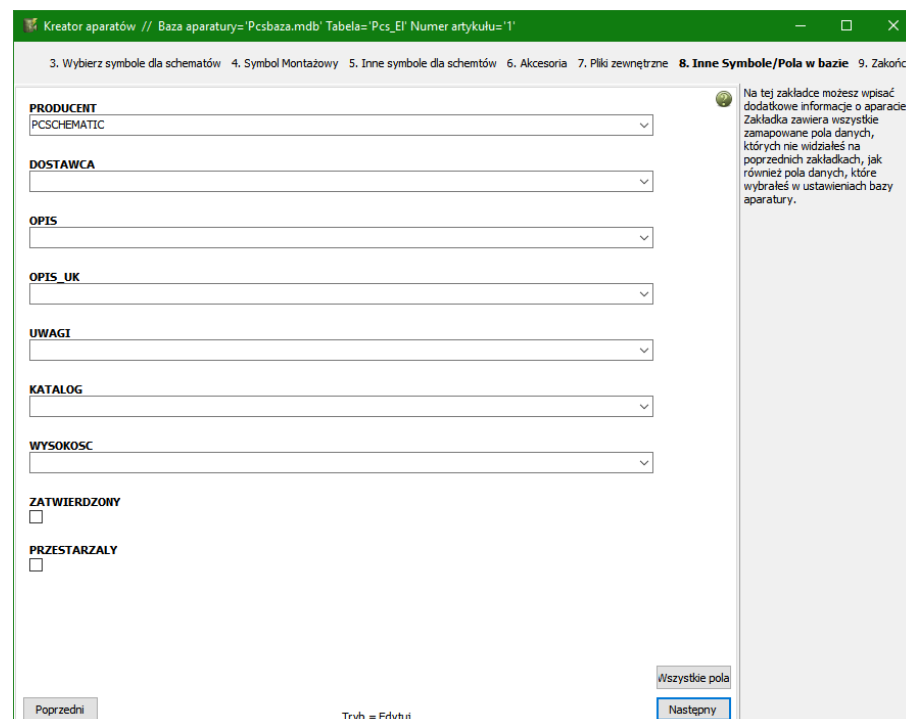 Kreator aparatów // Baza aparatury='Pcsbaza.mdb' Tabela='Pcs_El' Numer artykułu='1'
3. Wybierz symbole dla schematów 4. Symbol Montażowy 5. Inne symbole dla schemtów 6. Akcesoria 7. Pliki zewnętrzne 8. Inne Symbole/Pola w bazie 9. Zakońc
PRODUCENT
PCSCHEMATIC
DOSTAWCA
OPIS
OPIS_UK
UWAGI
KATALOG
WYSOKOSC
ZATWIERDZONY
PRZESTARZALY
Wszystkie pola
Poprzedni
Tryb = Edytuj
Następny
Na tej zakładce możesz wpisać
dodatkowe informacje o aparacie
Zakładka zawiera wszystkie
zamapowane pola danych,
których nie widziałeś na
poprzednich zakładkach, jak
również pola danych, które
wybrałeś w ustawieniach bazy
aparatury.